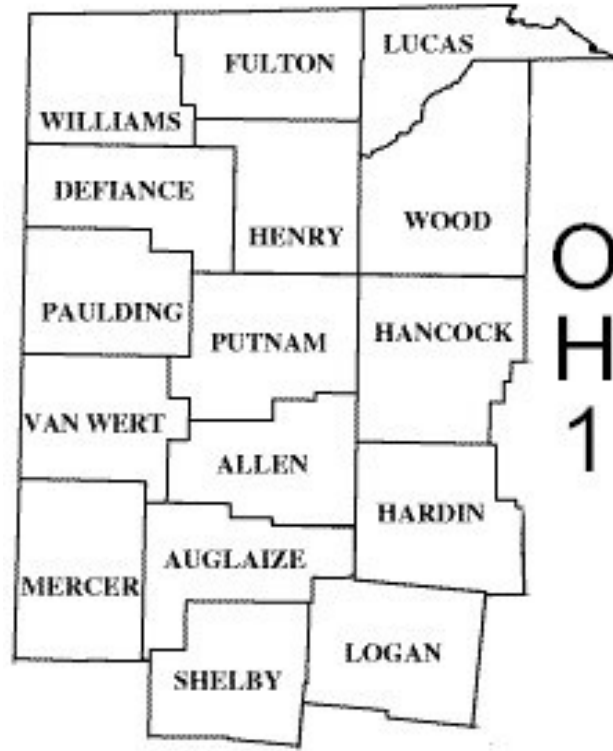 LUCAS
FULTON
WILLIAMS
DEFIANCE
WOOD
HENRY
PAULDING
HANCOCK
PUTNAM
VAN WERT
ALLEN
HARDIN
AUGLAIZE
MERCER
LOGAN
SHELBY
O
H
1